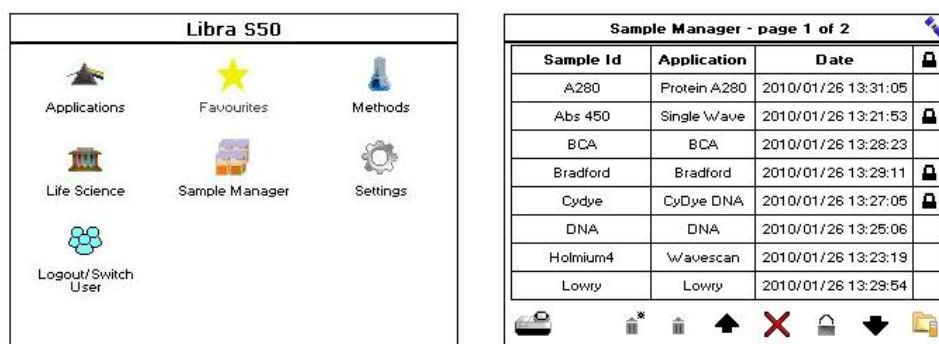 Libra S50
Applications
Favourites
Methods
Life Science
Sample Manager
Settings
Logout/Switch
User
Sample Manager - page 1 of 2
Sample Id Application Date
A280 Protein A280 2010/01/26 13:31:05
Abs 450 Single Wave 2010/01/26 13:21:53
BCA BCA 2010/01/26 13:28:23
Bradford Bradford 2010/01/26 13:29:11
Cydye CyDye DNA 2010/01/26 13:27:05
DNA DNA 2010/01/26 13:25:06
Holmium4 Wavescan 2010/01/26 13:23:19
Lowry Lowry 2010/01/26 13:29:54